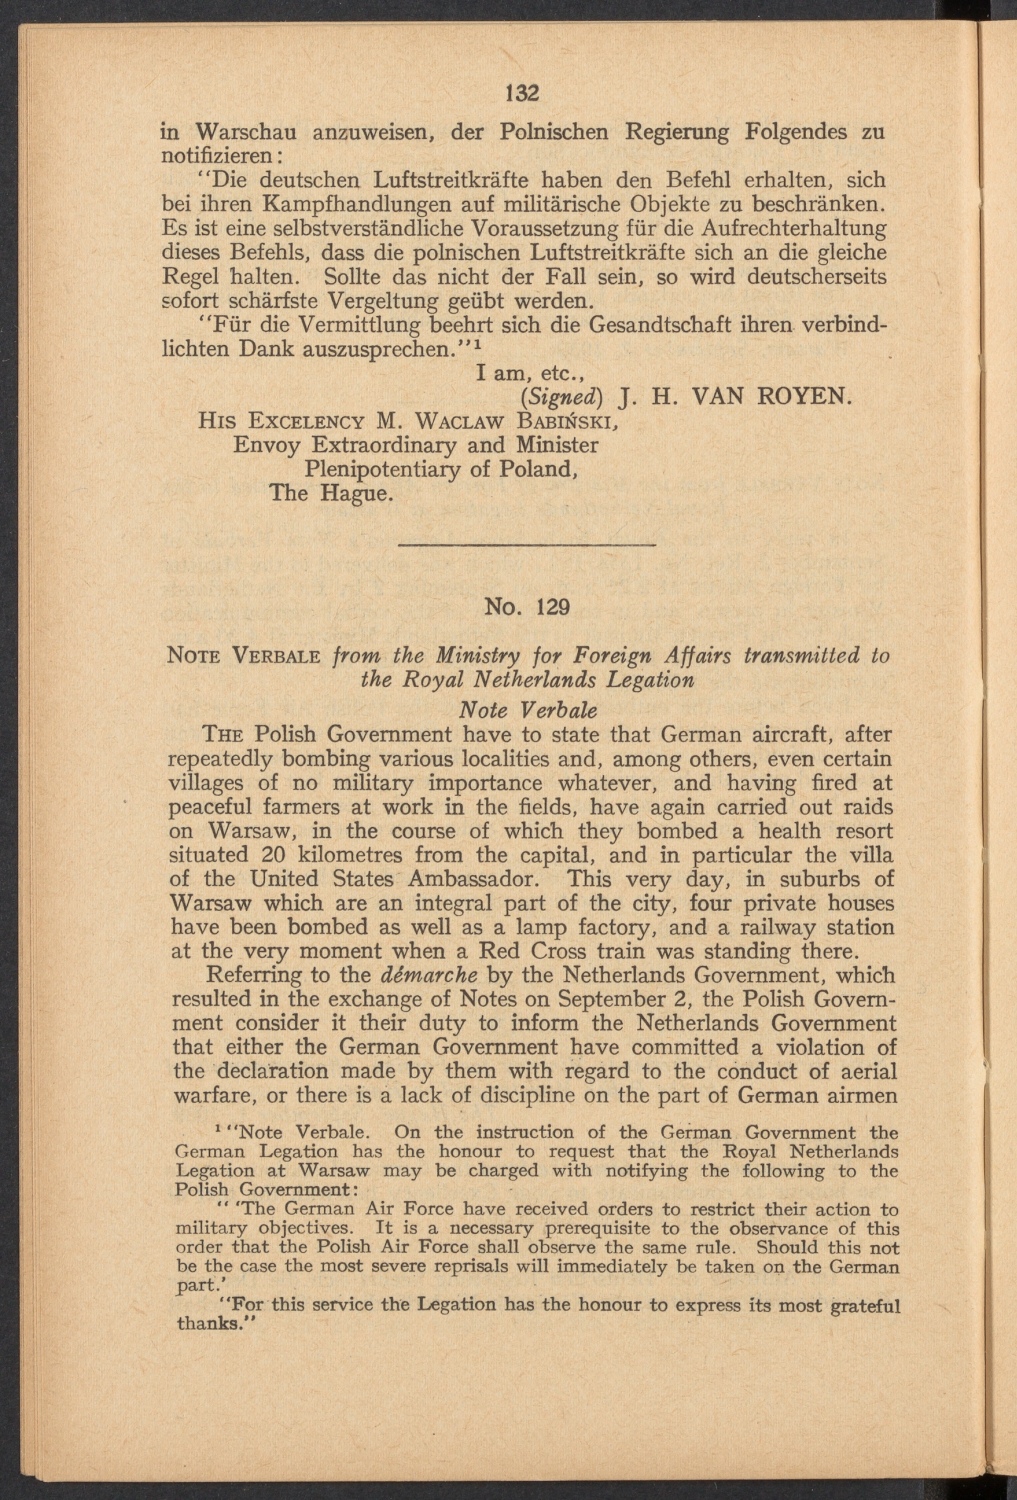 132
in Warschau anzuweisen, der Polnischen Regierung Folgendes zu
notifizieren:
"Die deutschen Luftstreitkräfte haben den Befehl erhalten, sich
bei ihren Kampfhandlungen auf militärische Objekte zu beschränken.
Es ist eine selbstverständliche Voraussetzung für die Aufrechterhaltung
dieses Befehls, dass die polnischen Luftstreitkräfte sich an die gleiche
Regel halten. Sollte das nicht der Fall sein, so wird deutscherseits
sofort schärfste Vergeltung geübt werden.
"Für die Vermittlung beehrt sich die Gesandtschaft ihren verbind-
lichten Dank auszusprechen."¹
I am, etc.,
(Signed) J. H. VAN ROYEN.
HIS EXCELENCY M. WACLAW BABIŃSKI,
Envoy Extraordinary and Minister
Plenipotentiary of Poland,
The Hague.
No. 129
NOTE VERBALE from the Ministry for Foreign Affairs transmitted to
the Royal Netherlands Legation
Note Verbale
THE Polish Government have to state that German aircraft, after
repeatedly bombing various localities and, among others, even certain
villages of no military importance whatever, and having fired at
peaceful farmers at work in the fields, have again carried out raids
on Warsaw, in the course of which they bombed a health resort
situated 20 kilometres from the capital, and in particular the villa
of the United States Ambassador. This very day, in suburbs of
Warsaw which are an integral part of the city, four private houses
have been bombed as well as a lamp factory, and a railway station
at the very moment when a Red Cross train was standing there.
Referring to the démarche by the Netherlands Government, which
resulted in the exchange of Notes on September 2, the Polish Govern-
ment consider it their duty to inform the Netherlands Government
that either the German Government have committed a violation of
the declaration made by them with regard to the conduct of aerial
warfare, or there is a lack of discipline on the part of German airmen
¹ "Note Verbale. On the instruction of the German Government the
German Legation has the honour to request that the Royal Netherlands
Legation at Warsaw may be charged with notifying the following to the
Polish Government:
" 'The German Air Force have received orders to restrict their action to
military objectives. It is a necessary prerequisite to the observance of this
order that the Polish Air Force shall observe the same rule. Should this not
be the case the most severe reprisals will immediately be taken on the German
part.'
"For this service the Legation has the honour to express its most grateful
thanks."